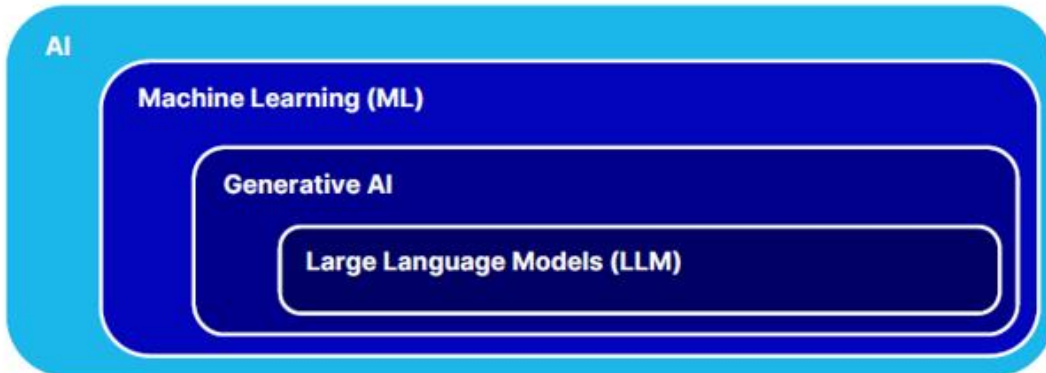 AI
Machine Learning (ML)
Generative AI
Large Language Models (LLM)